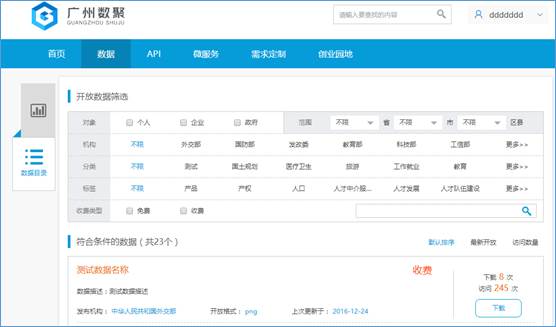 广州数聚
GUANGZHOU SHUJU
请输入要查找的内容
ddddddd
首页 数据 API 微服务 需求定制 创业园地
数据目录
开放数据筛选
对象 个人 企业 政府 范围 不限 省 不限 市 不限 区县
机构 不限 外交部 国防部 发改委 教育部 科技部 工信部 更多>>
分类 不限 测试 国土规划 医疗卫生 旅游 工作就业 教育 更多>>
标签 不限 产品 产权 人口 人才中介服... 人才发展 人才队伍建设 更多>>
收费类型 免费 收费
符合条件的数据（共23个） 默认排序 最新开放 访问数量
测试数据名称 收费
下载 8 次
数据描述：测试数据描述
访问 245 次
发布机构： 中华人民共和国外交部 开放格式： png 上次更新于： 2016-12-24
下载